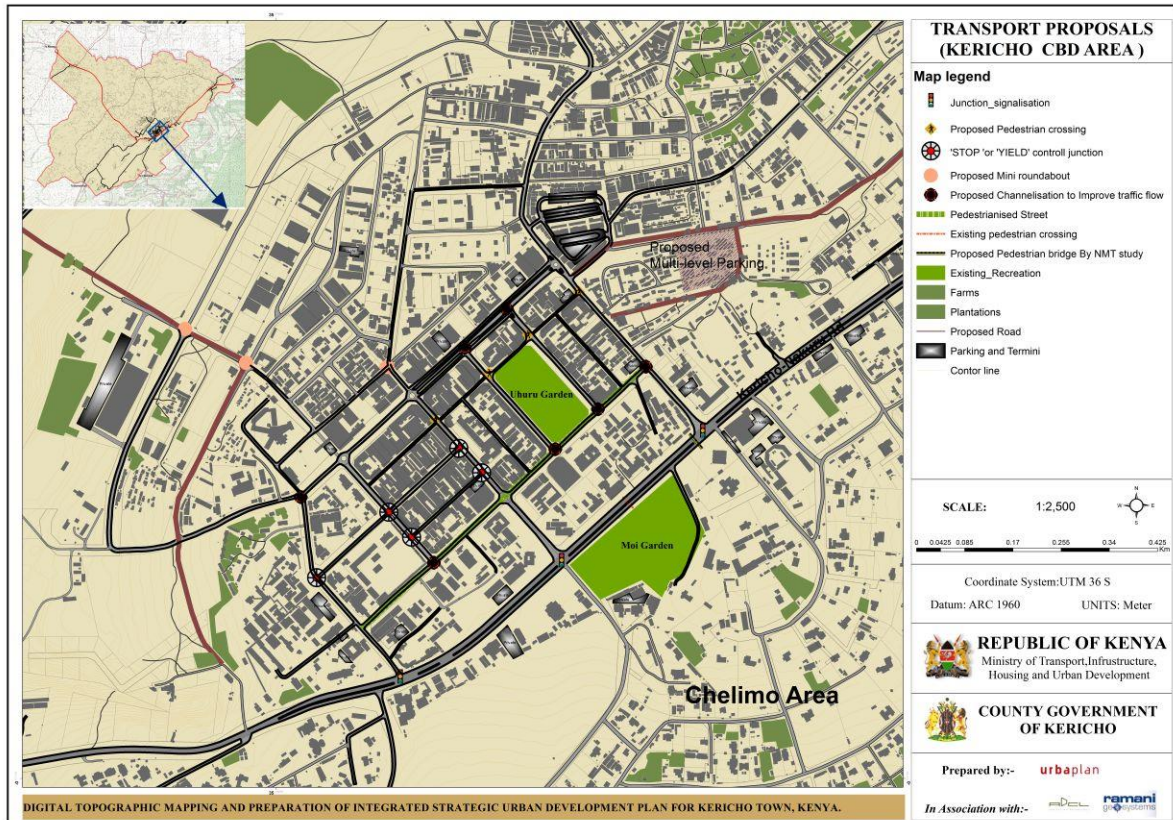 TRANSPORT PROPOSALS
(KERICHO CBD AREA )
Map legend
Junction_signalisation
Proposed Pedestrian crossing
'STOP 'or 'YIELD' controll junction
Proposed Mini roundabout
Proposed Channelisation to Improve traffic flow
Pedestrianised Street
Existing pedestrian crossing
Proposed Pedestrian bridge By NMT study
Existing_Recreation
Farms
Plantations
Proposed Road
Parking and Termini
Contor line
SCALE: 1:2,500
N
W E
S
0 0.0425 0.085 0.17 0.255 0.34 0.425
Km
Coordinate System:UTM 36 S
Datum: ARC 1960 UNITS: Meter
REPUBLIC OF KENYA
Ministry of Transport,Infrustructure,
Housing and Urban Development
COUNTY GOVERNMENT
OF KERICHO
Prepared by:- urbaplan
In Association with:- ADCL ramani
geosystems
Proposed
Multi-level Parking.
Uhuru Garden
Moi Garden
Chelimo Area
DIGITAL TOPOGRAPHIC MAPPING AND PREPARATION OF INTEGRATED STRATEGIC URBAN DEVELOPMENT PLAN FOR KERICHO TOWN, KENYA.